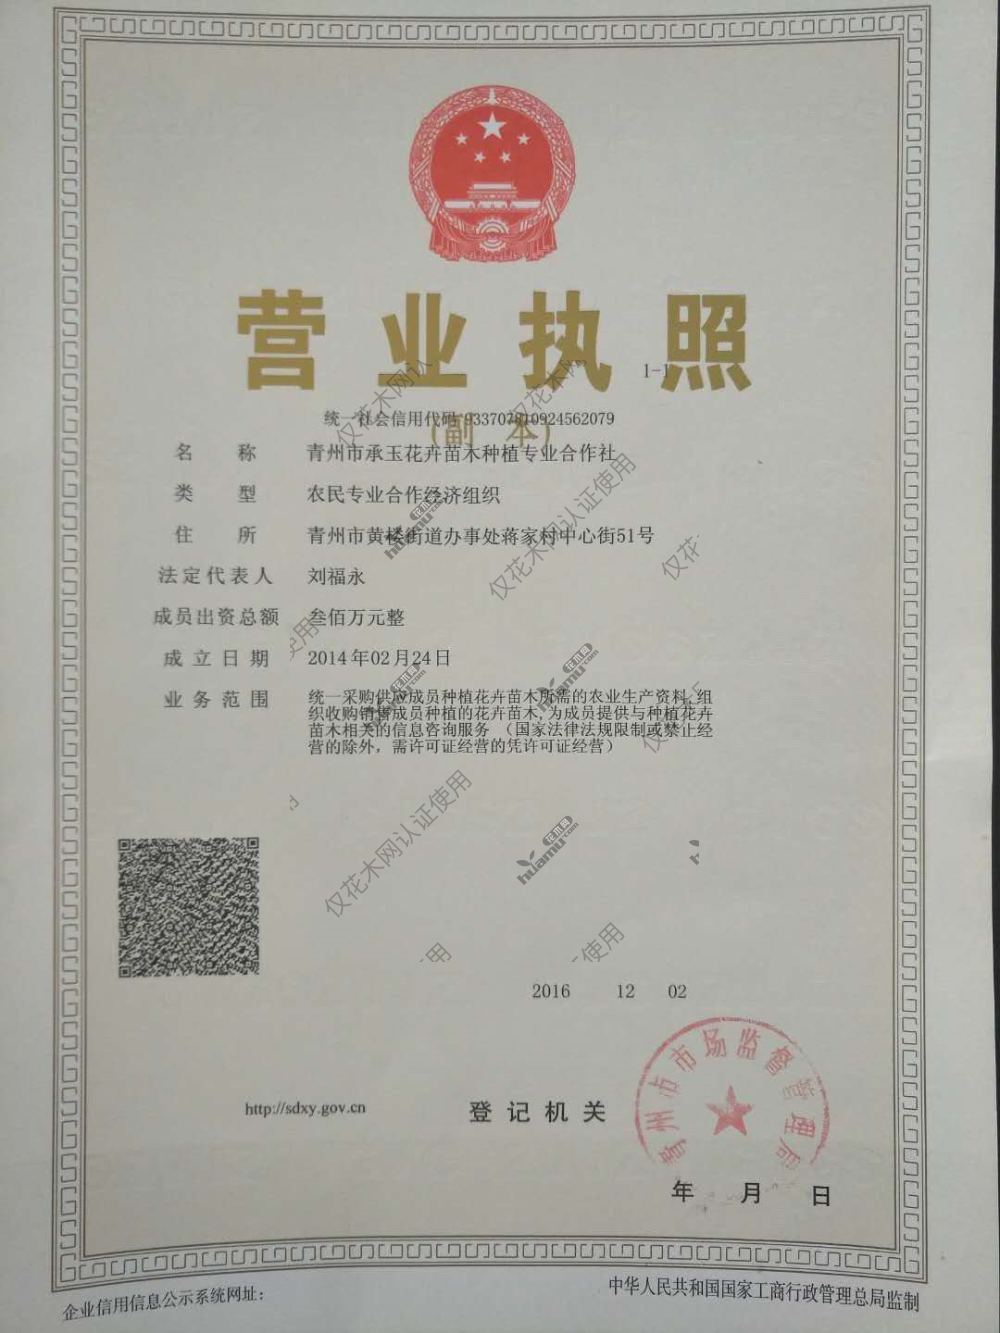 营业执照
1-1
(副 本)
统一社会信用代码 933707810924562079
名 称 青州市承玉花卉苗木种植专业合作社
类 型 农民专业合作经济组织
住 所 青州市黄楼街道办事处蒋家村中心街51号
法定代表人 刘福永
成员出资总额 叁佰万元整
成立日期 2014年02月24日
业务范围 统一采购供应成员种植花卉苗木所需的农业生产资料,组
织收购销售成员种植的花卉苗木,为成员提供与种植花卉
苗木相关的信息咨询服务 (国家法律法规限制或禁止经
营的除外,需许可证经营的凭许可证经营)
仅花木网认证使用
仅花木网认证使用
花木网
huamu.com
2016 12 02
http://sdxy.gov.cn
登记机关
青州市市场监督管理局
年 月 日
企业信用信息公示系统网址:
中华人民共和国国家工商行政管理总局监制